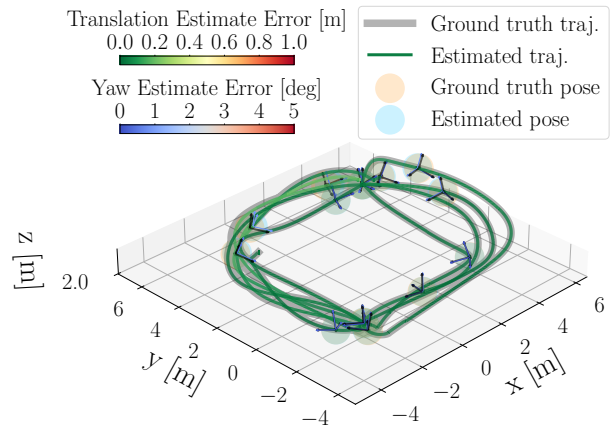 Translation Estimate Error [m]
0.0 0.2 0.4 0.6 0.8 1.0
Yaw Estimate Error [deg]
0 1 2 3 4 5
Ground truth traj.
Estimated traj.
Ground truth pose
Estimated pose
z [m]
2.0
6
4
2
0
−2
−4
y [m]
−4
−2
0
2
4
6
x [m]